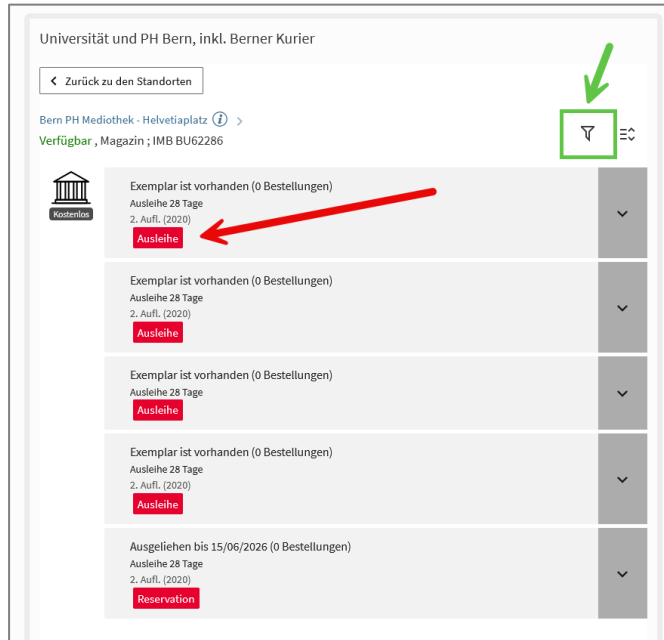 Universität und PH Bern, inkl. Berner Kurier
Zurück zu den Standorten
Bern PH Mediothek - Helvetiaplatz i
Verfügbar , Magazin ; IMB BU62286
Kostenlos
Exemplar ist vorhanden (0 Bestellungen)
Ausleihe 28 Tage
2. Aufl. (2020)
Ausleihe
Exemplar ist vorhanden (0 Bestellungen)
Ausleihe 28 Tage
2. Aufl. (2020)
Ausleihe
Exemplar ist vorhanden (0 Bestellungen)
Ausleihe 28 Tage
Ausleihe
Exemplar ist vorhanden (0 Bestellungen)
Ausleihe 28 Tage
2. Aufl. (2020)
Ausleihe
Ausgeliehen bis 15/06/2026 (0 Bestellungen)
Ausleihe 28 Tage
2. Aufl. (2020)
Reservation